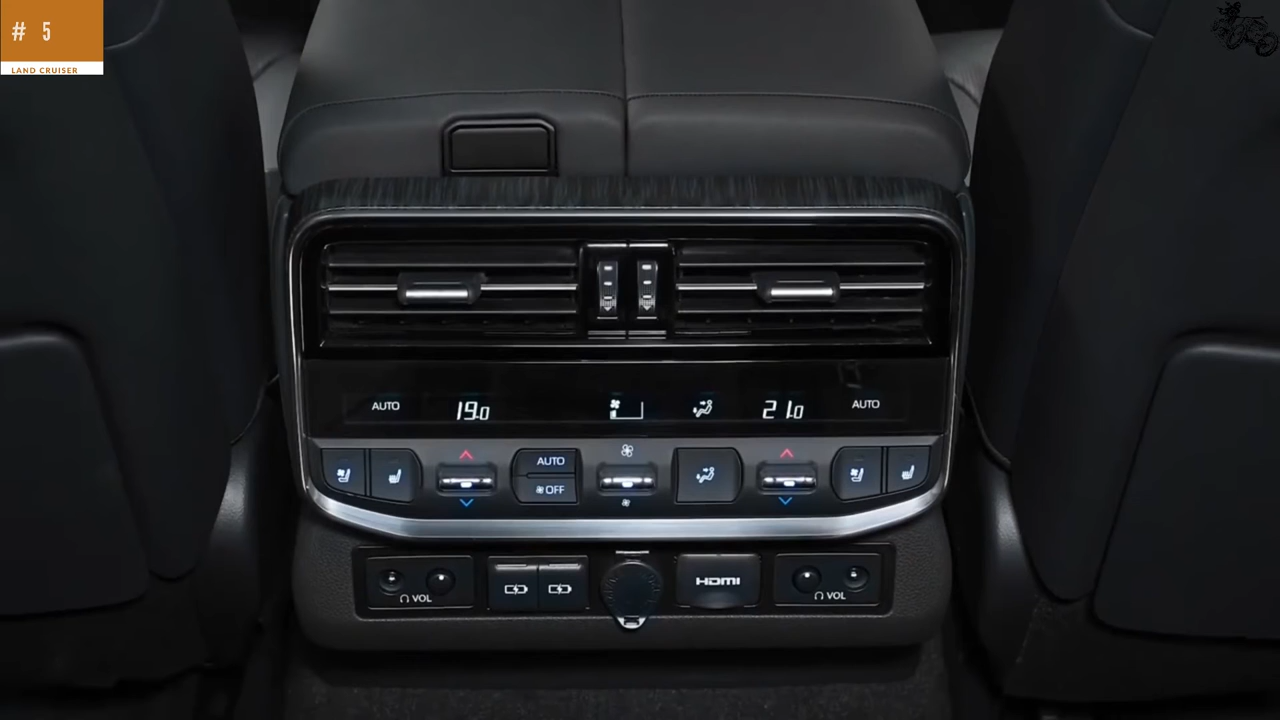 # 5
LAND CRUISER
AUTO 19.0 21.0 AUTO
AUTO
OFF
VOL HDMI VOL